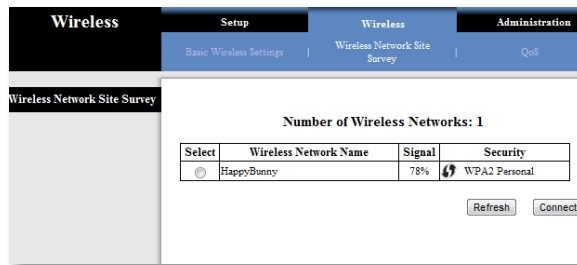 Wireless
Setup
Wireless
Administration
Basic Wireless Settings
|
Wireless Network Site
Survey
|
QoS
Wireless Network Site Survey
Number of Wireless Networks: 1
Select Wireless Network Name Signal Security
HappyBunny 78% WPA2 Personal
Refresh Connect